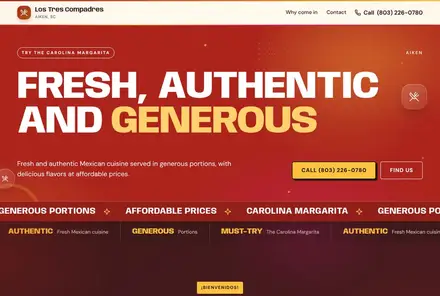 Los Tres Compadres
AIKEN, SC
Why come in
Contact
Call (803) 226-0780
TRY THE CAROLINA MARGARITA
AIKEN
FRESH, AUTHENTIC
AND GENEROUS
Fresh and authentic Mexican cuisine served in generous portions, with
delicious flavors at affordable prices.
CALL (803) 226-0780
FIND US
GENEROUS PORTIONS
AFFORDABLE PRICES
CAROLINA MARGARITA
GENEROUS PO
AUTHENTIC Fresh Mexican cuisine
GENEROUS Portions
MUST-TRY The Carolina Margarita
AUTHENTIC Fresh Mexican cuisin
¡BIENVENIDOS!